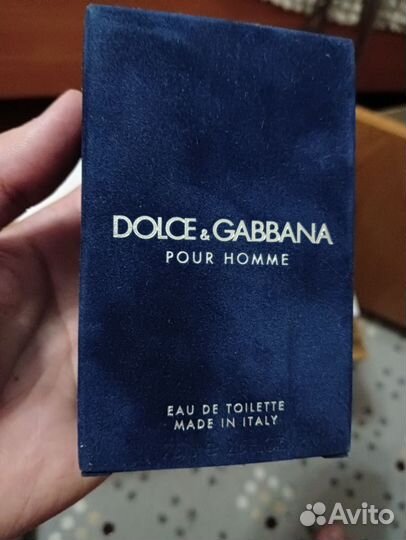 DOLCE & GABBANA
POUR HOMME
EAU DE TOILETTE
MADE IN ITALY
Avito